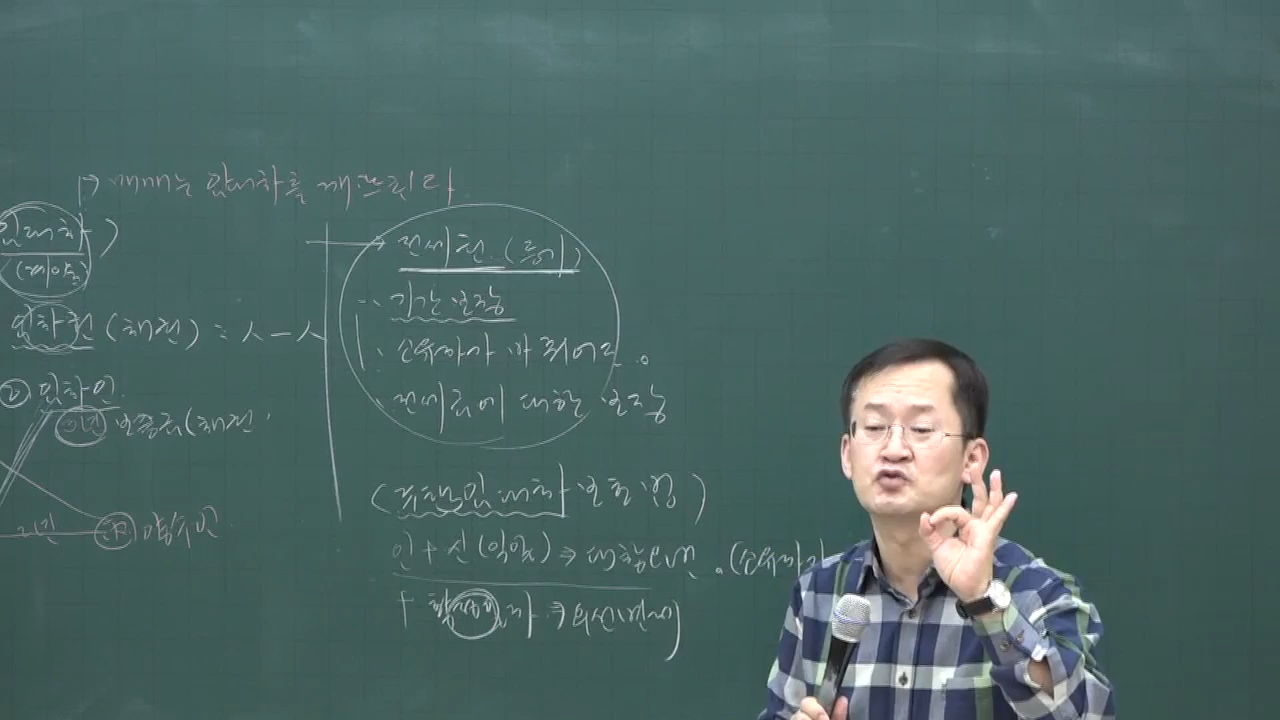 매매는 임대차를 깨뜨린다
임대차)
(계약)
임차권(채권) : 人－人
② 임차인
보증금(채권
양수인
전세권 (등기)
∴ 기간 보장
∴ 소유자가 바뀌어도
∴ 전세금에 대한 보장
(주택임대차보호법)
인 + 신(익일) ⇒ 대항력 (소유자가
+ 확정일자 ⇒ 우선변제)